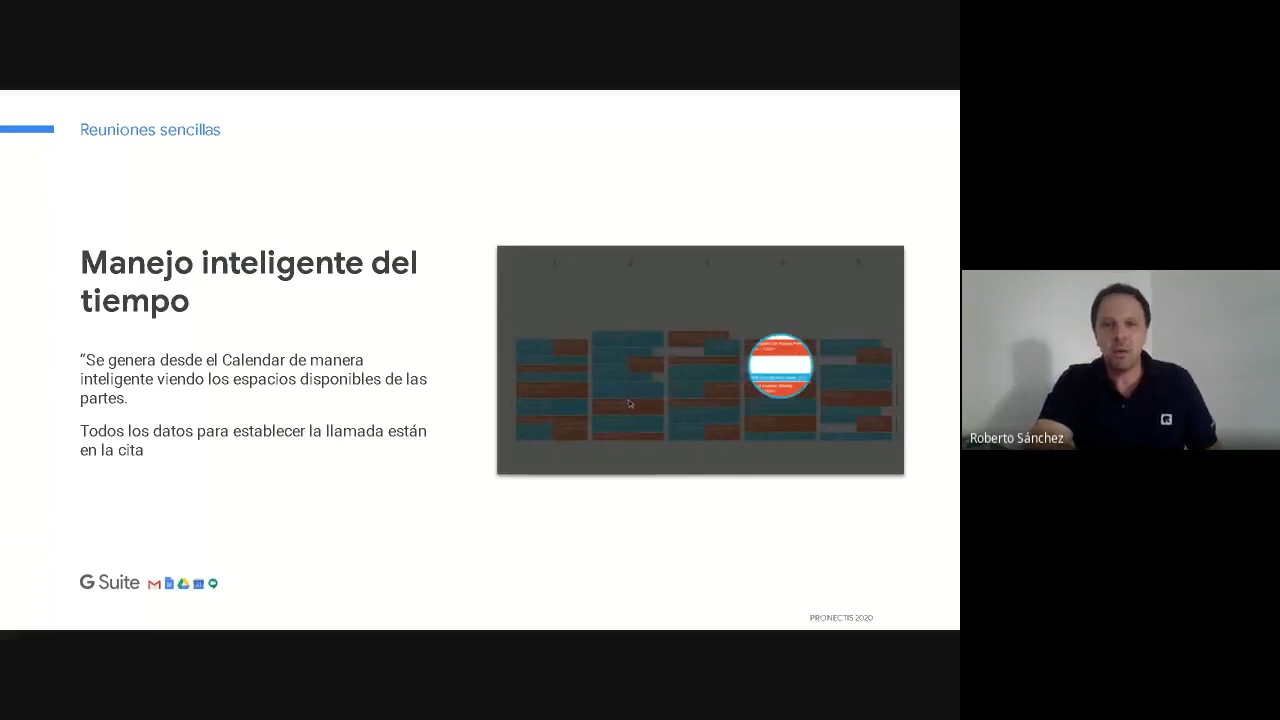 Reuniones sencillas
Manejo inteligente del
tiempo
“Se genera desde el Calendar de manera
inteligente viendo los espacios disponibles de las
partes.
Todos los datos para establecer la llamada están
en la cita
G Suite
PROINECTIS 2020
Roberto Sánchez